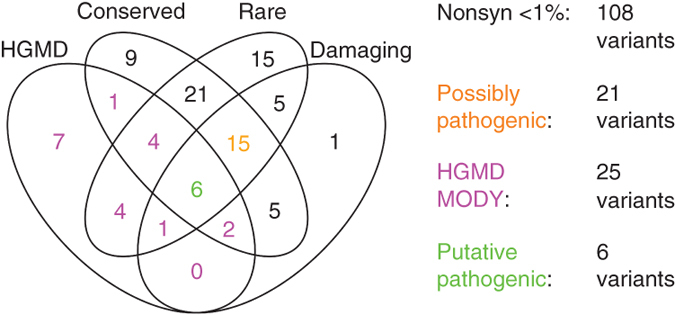 Conserved Rare
HGMD Damaging
9 15
1 21 5
7 4 15 1
6
4 1 2 5
0
Nonsyn <1%: 108
variants
Possibly 21
pathogenic: variants
HGMD 25
MODY: variants
Putative 6
pathogenic: variants